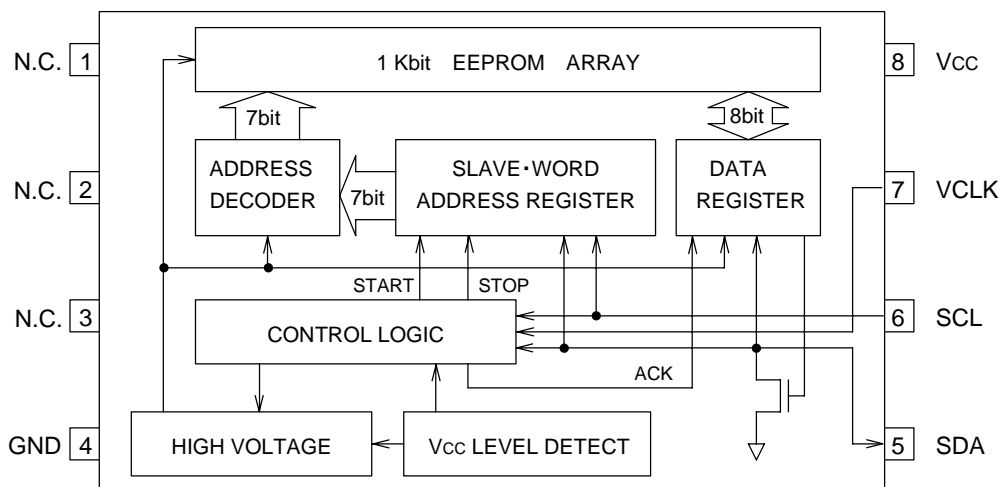 N.C. 1
1 Kbit EEPROM ARRAY
8 Vcc
7bit
8bit
N.C. 2
ADDRESS
DECODER
7bit
SLAVE・WORD
ADDRESS REGISTER
DATA
REGISTER
7 VCLK
START
STOP
N.C. 3
CONTROL LOGIC
6 SCL
ACK
GND 4
HIGH VOLTAGE
Vcc LEVEL DETECT
5 SDA